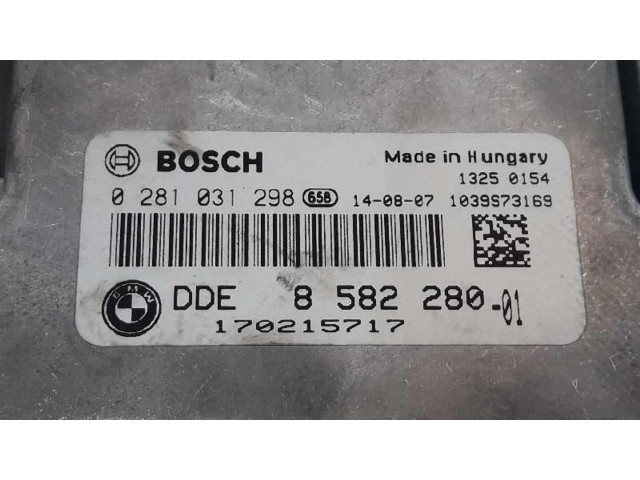 BOSCH Made in Hungary
1325 0154
0 281 031 298 658 14-08-07 1039S73169
BMW DDE 8 582 280-01
170215717